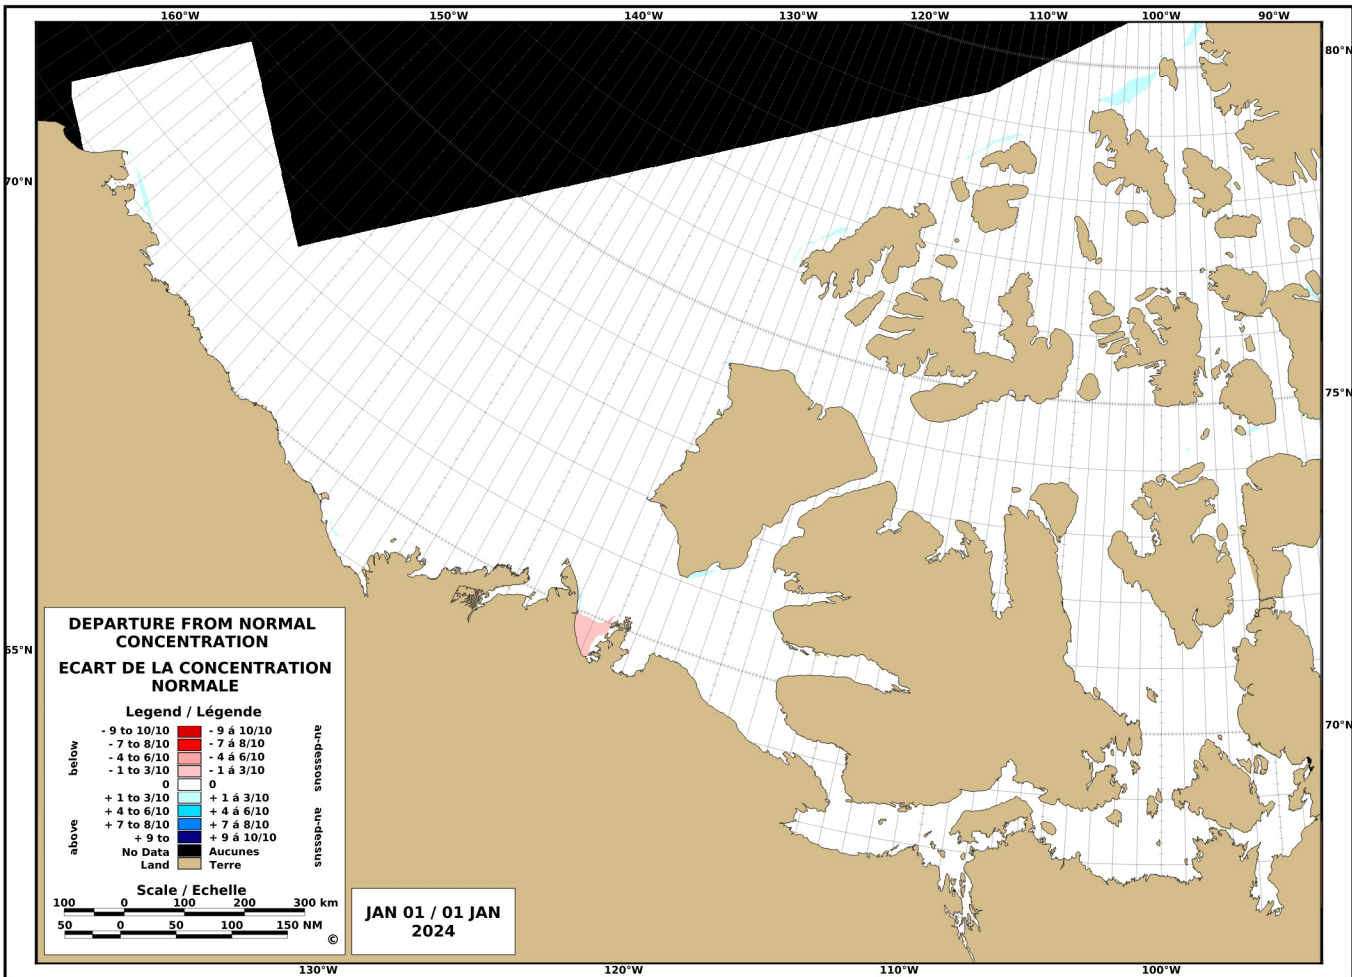 160°W 150°W 140°W 130°W 120°W 110°W 100°W 90°W
80°N
70°N
75°N
65°N
70°N
DEPARTURE FROM NORMAL
CONCENTRATION
ECART DE LA CONCENTRATION
NORMALE
Legend / Légende
below
au-dessous
- 9 to 10/10 - 9 á 10/10
- 7 to 8/10 - 7 á 8/10
- 4 to 6/10 - 4 á 6/10
- 1 to 3/10 - 1 á 3/10
0 0
above
au-dessus
+ 1 to 3/10 + 1 á 3/10
+ 4 to 6/10 + 4 á 6/10
+ 7 to 8/10 + 7 á 8/10
+ 9 to + 9 á 10/10
No Data Aucunes
Land Terre
Scale / Echelle
100 0 100 200 300 km
50 0 50 100 150 NM
©
JAN 01 / 01 JAN
2024
130°W 120°W 110°W 100°W